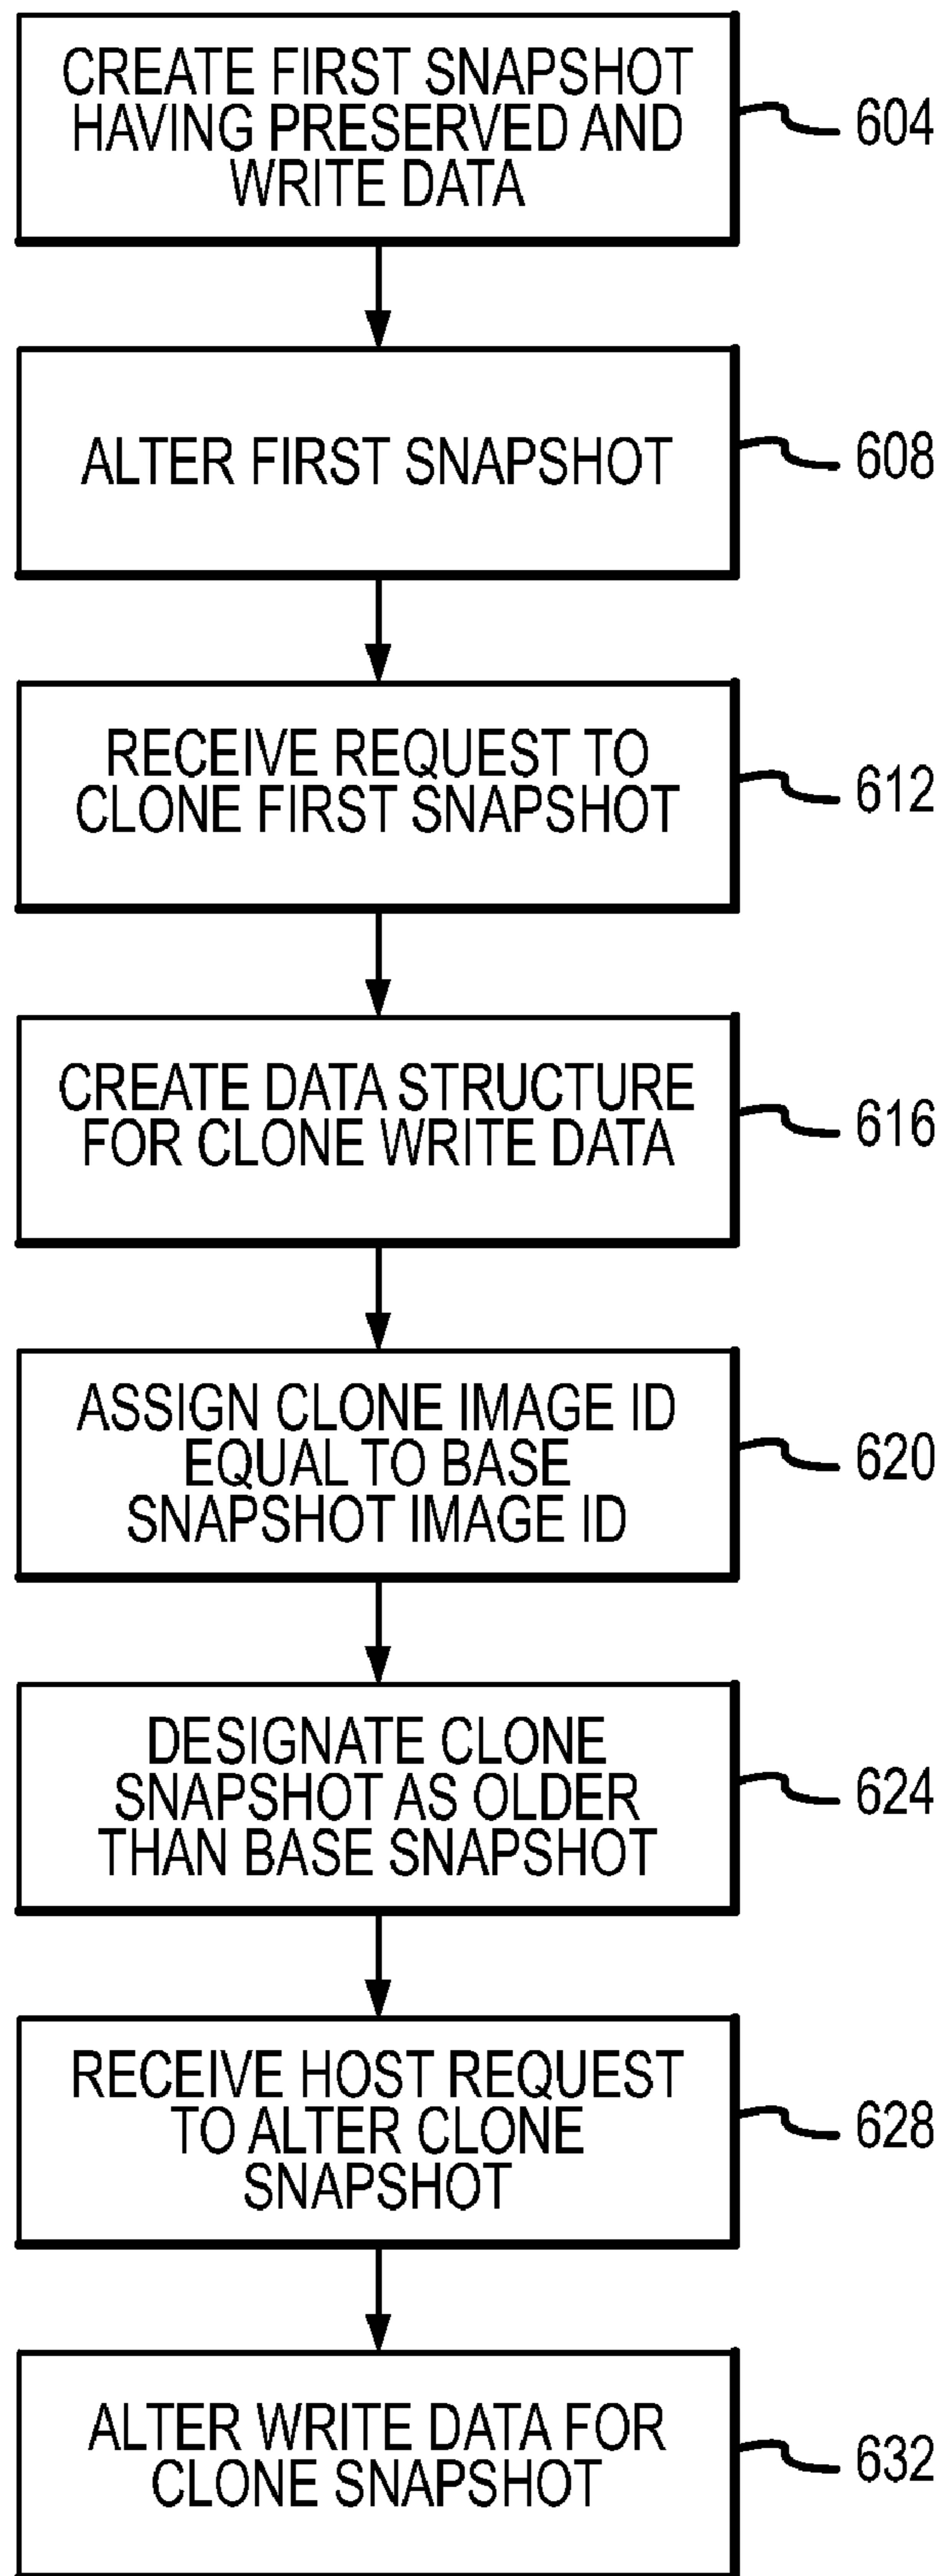 CREATE FIRST SNAPSHOT
HAVING PRESERVED AND
WRITE DATA
604
ALTER FIRST SNAPSHOT
608
RECEIVE REQUEST TO
CLONE FIRST SNAPSHOT
612
CREATE DATA STRUCTURE
FOR CLONE WRITE DATA
616
ASSIGN CLONE IMAGE ID
EQUAL TO BASE
SNAPSHOT IMAGE ID
620
DESIGNATE CLONE
SNAPSHOT AS OLDER
THAN BASE SNAPSHOT
624
RECEIVE HOST REQUEST
TO ALTER CLONE
SNAPSHOT
628
ALTER WRITE DATA FOR
CLONE SNAPSHOT
632